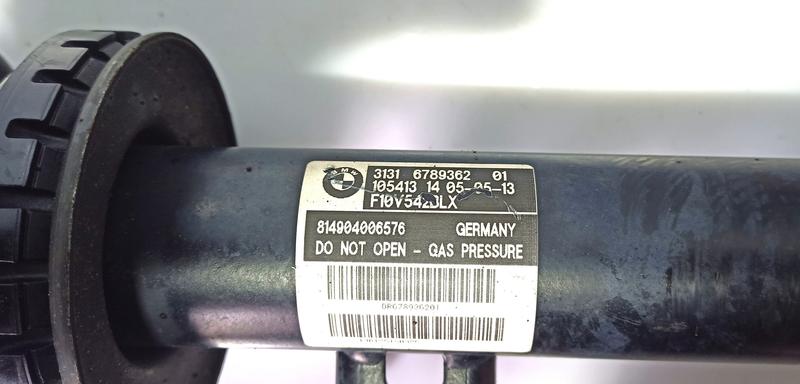 BMW
3131 6789362 01
105413 14 05-05-13
F10V542DLX
814904006576 GERMANY
DO NOT OPEN - GAS PRESSURE